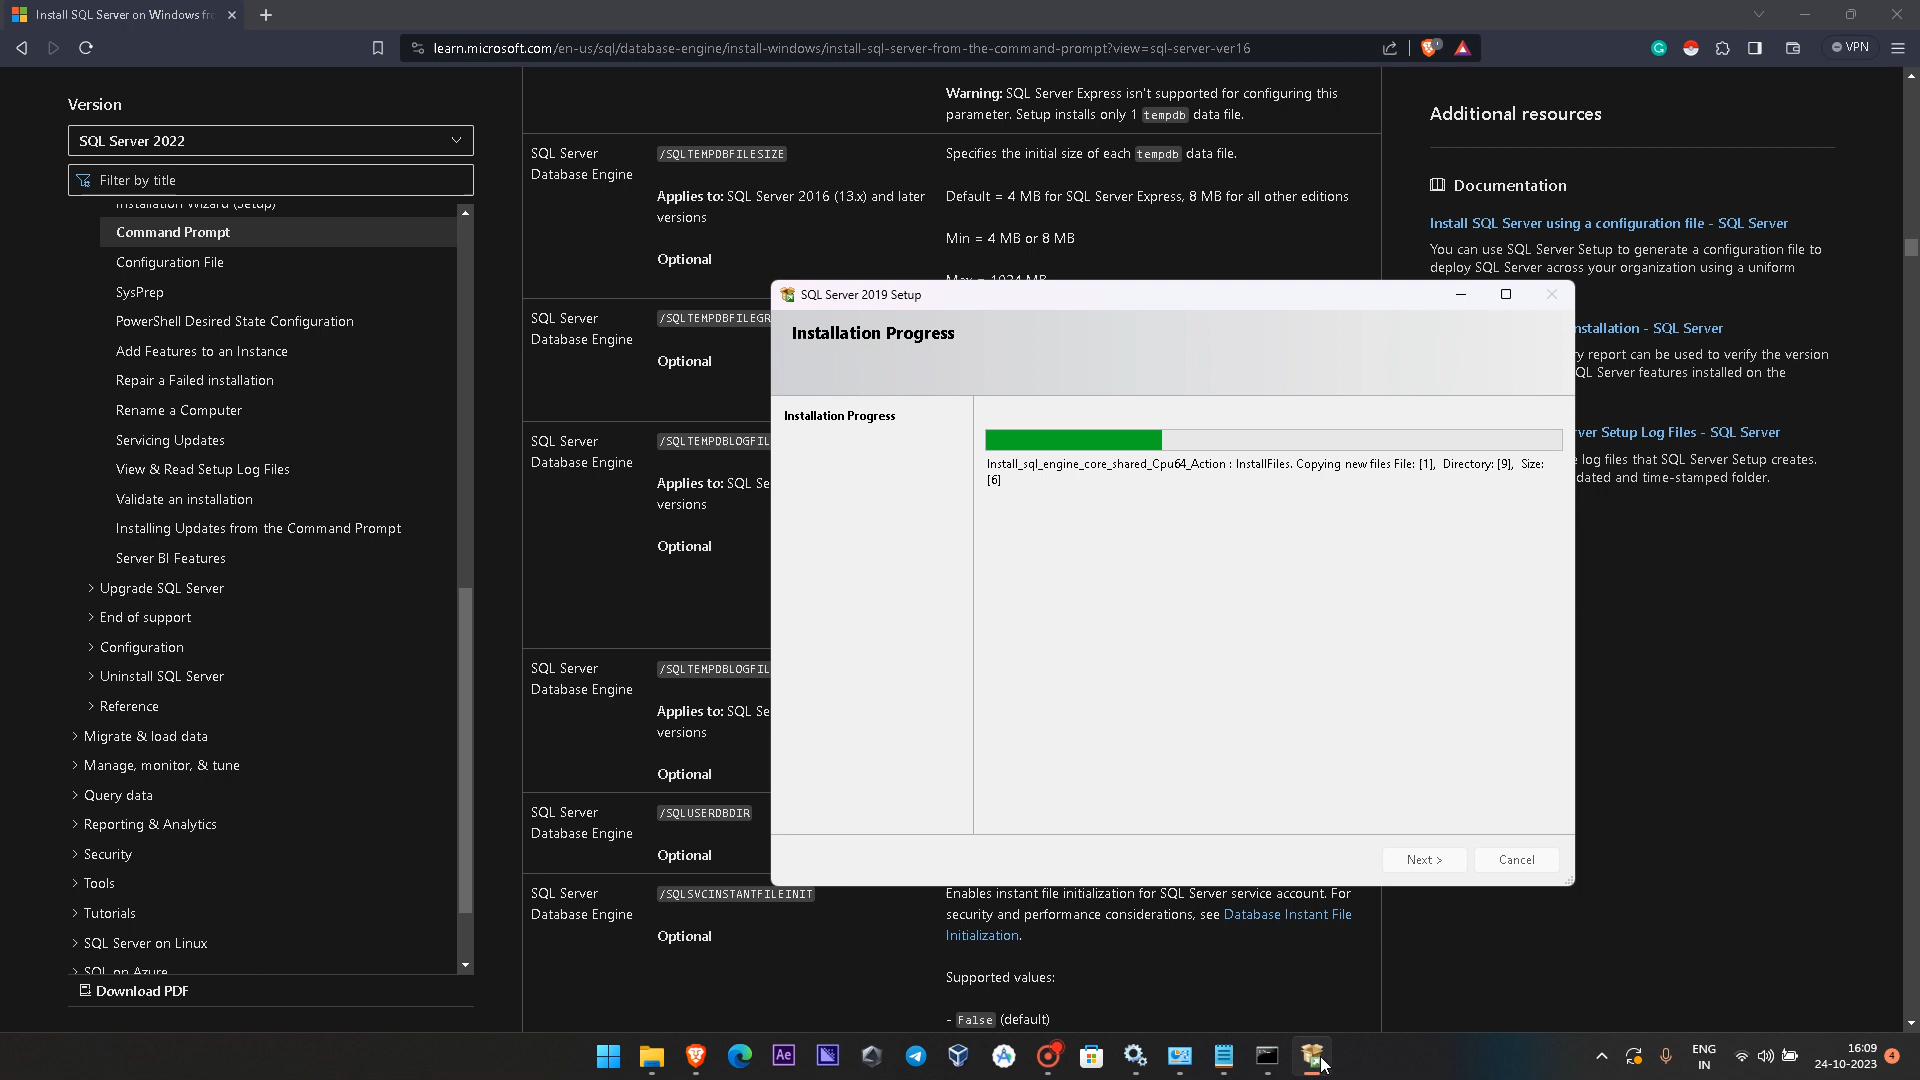 Install SQL Server on Windows fr
learn.microsoft.com/en-us/sql/database-engine/install-windows/install-sql-server-from-the-command-prompt?view=sql-server-ver16
VPN
Version
SQL Server 2022
Filter by title
Installation Wizard (Setup)
Command Prompt
Configuration File
SysPrep
PowerShell Desired State Configuration
Add Features to an Instance
Repair a Failed installation
Rename a Computer
Servicing Updates
View & Read Setup Log Files
Validate an installation
Installing Updates from the Command Prompt
Server BI Features
Upgrade SQL Server
End of support
Configuration
Uninstall SQL Server
Reference
Migrate & load data
Manage, monitor, & tune
Query data
Reporting & Analytics
Security
Tools
Tutorials
SQL Server on Linux
SQL on Azure
Download PDF
Warning: SQL Server Express isn't supported for configuring this
parameter. Setup installs only 1 tempdb data file.
SQL Server
Database Engine
/SQLTEMPDBFILESIZE
Applies to: SQL Server 2016 (13.x) and later
versions
Optional
Specifies the initial size of each tempdb data file.
Default = 4 MB for SQL Server Express, 8 MB for all other editions
Min = 4 MB or 8 MB
Max = 1024 MB
SQL Server
Database Engine
/SQLTEMPDBFILEGR
Optional
SQL Server
Database Engine
/SQLTEMPDBLOGFIL
Applies to: SQL Se
versions
Optional
SQL Server
Database Engine
/SQLTEMPDBLOGFIL
Applies to: SQL Se
versions
Optional
SQL Server
Database Engine
/SQLUSERDBDIR
Optional
SQL Server
Database Engine
/SQLSVCINSTANTFILEINIT
Optional
Enables instant file initialization for SQL Server service account. For
security and performance considerations, see Database Instant File
Initialization.
Supported values:
- False (default)
SQL Server 2019 Setup
Installation Progress
Installation Progress
Install_sql_engine_core_shared_Cpu64_Action : InstallFiles. Copying new files File: [1], Directory: [9], Size:
[6]
Next >
Cancel
Additional resources
Documentation
Install SQL Server using a configuration file - SQL Server
You can use SQL Server Setup to generate a configuration file to
deploy SQL Server across your organization using a uniform
nstallation - SQL Server
y report can be used to verify the version
QL Server features installed on the
ver Setup Log Files - SQL Server
log files that SQL Server Setup creates.
dated and time-stamped folder.
Ae
ENG
IN
16:09
24-10-2023
4